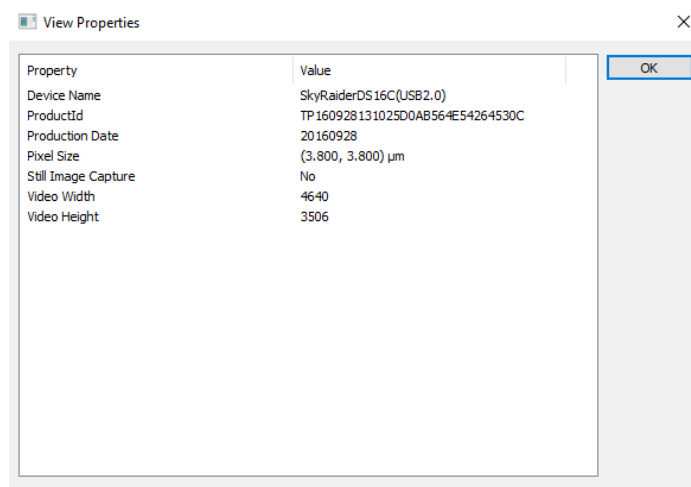 View Properties
Property Value
OK
Device Name SkyRaiderDS16C(USB2.0)
ProductId TP160928131025D0AB564E54264530C
Production Date 20160928
Pixel Size (3.800, 3.800) μm
Still Image Capture No
Video Width 4640
Video Height 3506